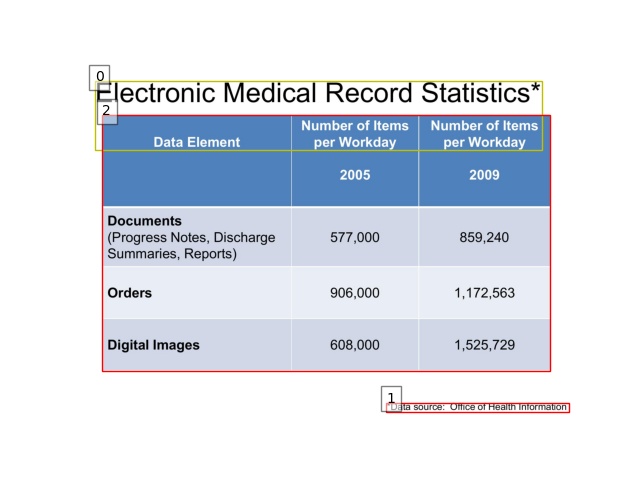 0
Electronic Medical Record Statistics*
2
Data Element
Number of Items per Workday
2005
Number of Items per Workday
2009
Documents
(Progress Notes, Discharge
Summaries, Reports)
577,000
859,240
Orders
906,000
1,172,563
Digital Images
608,000
1,525,729
1
*Data source:  Office of Health Information